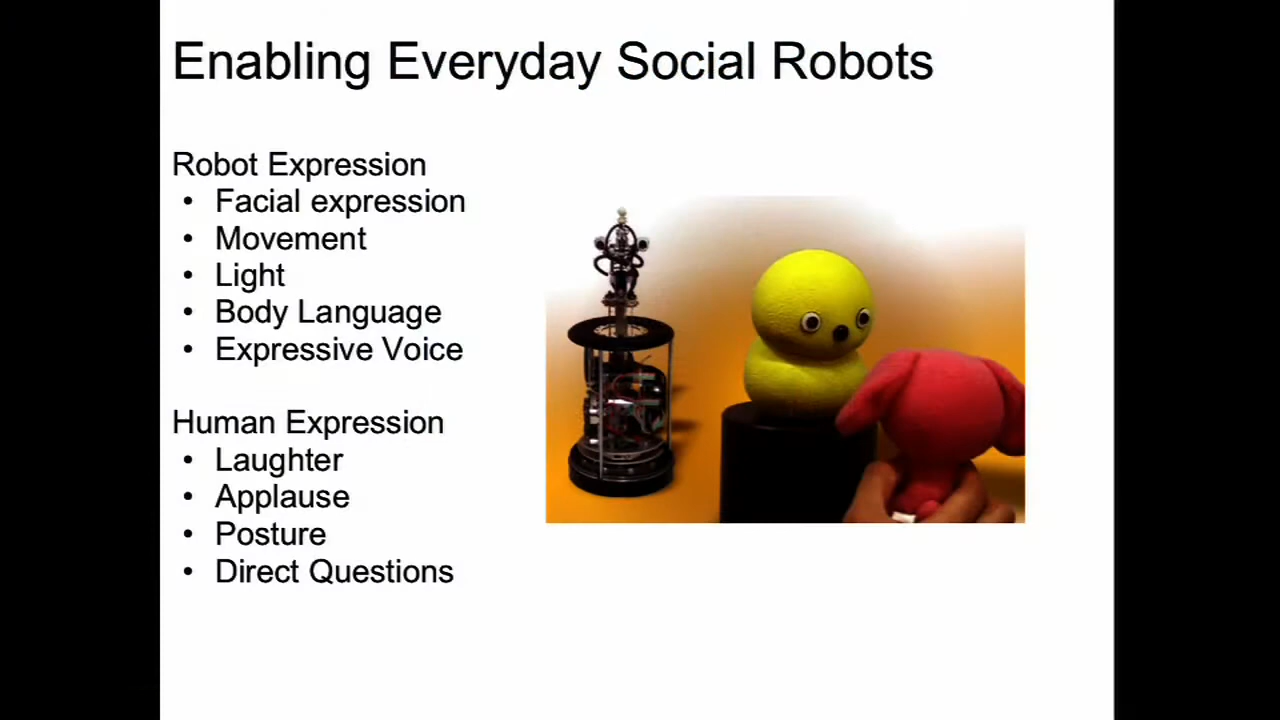 Enabling Everyday Social Robots
Robot Expression
• Facial expression
• Movement
• Light
• Body Language
• Expressive Voice
Human Expression
• Laughter
• Applause
• Posture
• Direct Questions